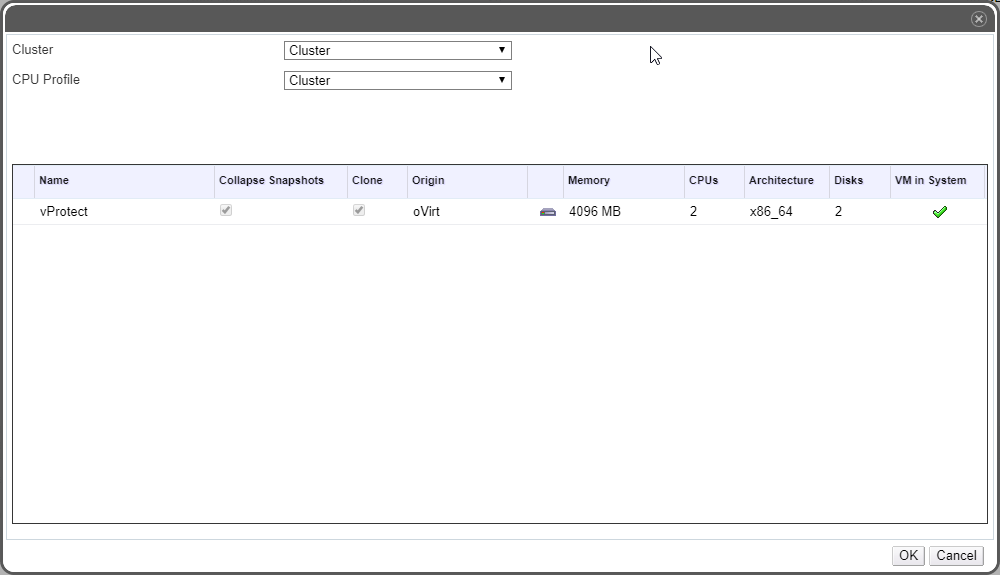 Cluster Cluster
CPU Profile Cluster
Name Collapse Snapshots Clone Origin Memory CPUs Architecture Disks VM in System
vProtect oVirt 4096 MB 2 x86_64 2
OK Cancel